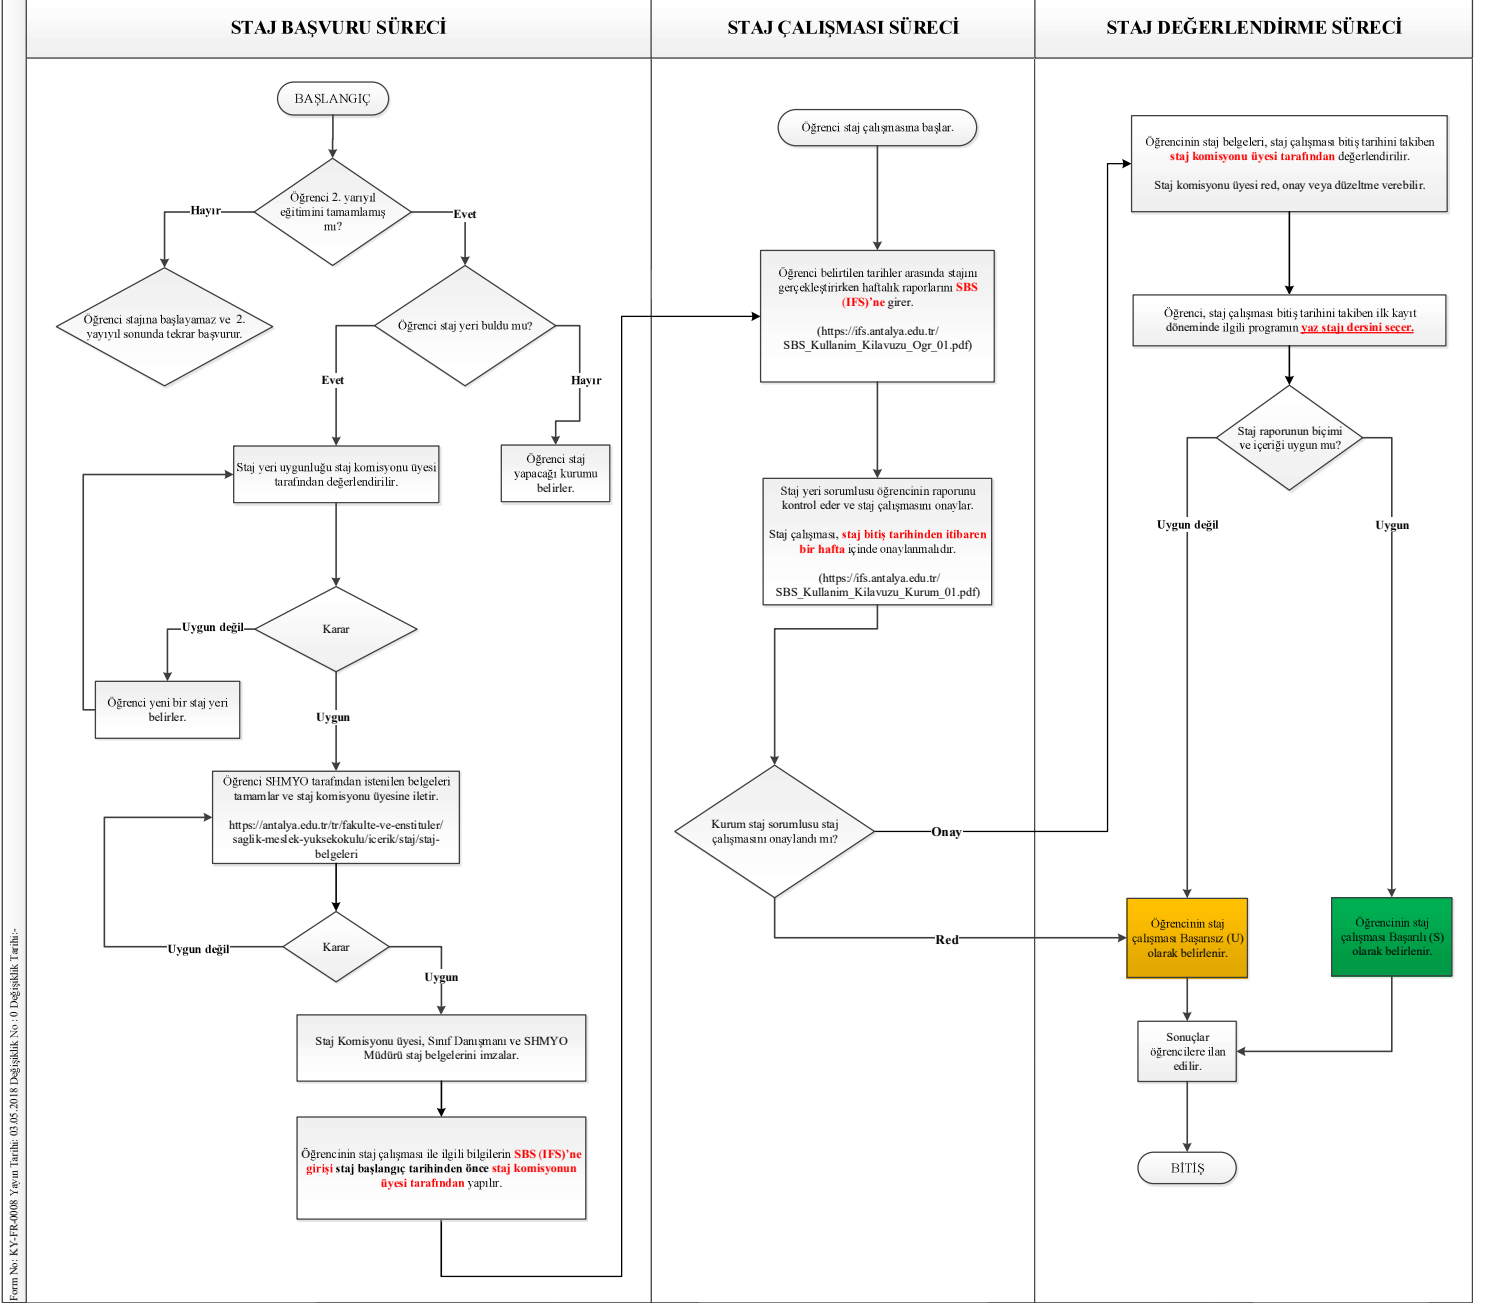 STAJ BAŞVURU SÜRECİ
STAJ ÇALIŞMASI SÜRECİ
STAJ DEĞERLENDİRME SÜRECİ
BAŞLANGIÇ
Öğrenci 2. yarıyıl
eğitimini tamamlamış
mı?
Hayır
Evet
Öğrenci stajına başlayamaz ve 2.
yayıyıl sonunda tekrar başvurur.
Öğrenci staj yeri buldu mu?
Evet
Hayır
Öğrenci staj
yapacağı kurumu
belirler.
Staj yeri uygunluğu staj komisyonu üyesi
tarafından değerlendirilir.
Karar
Uygun değil
Öğrenci yeni bir staj yeri
belirler.
Uygun
Öğrenci SHMYO tarafından istenilen belgeleri
tamamlar ve staj komisyonu üyesine iletir.
https://antalya.edu.tr/tr/fakulte-ve-enstituler/
saglik-meslek-yuksekokulu/icerik/staj/staj-
belgeleri
Karar
Uygun değil
Uygun
Staj Komisyonu üyesi, Sınıf Danışmanı ve SHMYO
Müdürü staj belgelerini imzalar.
Öğrencinin staj çalışması ile ilgili bilgilerin SBS (IFS)’ne
girişi staj başlangıç tarihinden önce staj komisyonun
üyesi tarafından yapılır.
Öğrenci staj çalışmasına başlar.
Öğrenci belirtilen tarihler arasında stajını
gerçekleştirirken haftalık raporlarını SBS
(IFS)’ne girer.
(https://ifs.antalya.edu.tr/
SBS_Kullanim_Kilavuzu_Ogr_01.pdf)
Staj yeri sorumlusu öğrencinin raporunu
kontrol eder ve staj çalışmasını onaylar.
Staj çalışması, staj bitiş tarihinden itibaren
bir hafta içinde onaylanmalıdır.
(https://ifs.antalya.edu.tr/
SBS_Kullanim_Kilavuzu_Kurum_01.pdf)
Kurum staj sorumlusu staj
çalışmasını onaylandı mı?
Onay
Red
Öğrencinin staj belgeleri, staj çalışması bitiş tarihini takiben
staj komisyonu üyesi tarafından değerlendirilir.
Staj komisyonu üyesi red, onay veya düzeltme verebilir.
Öğrenci, staj çalışması bitiş tarihini takiben ilk kayıt
döneminde ilgili programın yaz stajı dersini seçer.
Staj raporunun biçimi
ve içeriği uygun mu?
Uygun değil
Uygun
Öğrencinin staj
çalışması Başarısız (U)
olarak belirlenir.
Öğrencinin staj
çalışması Başarılı (S)
olarak belirlenir.
Sonuçlar
öğrencilere ilan
edilir.
BİTİŞ
Form No: KY-FR-0008 Yayın Tarihi: 03.05.2018 Değişiklik No : 0 Değişiklik Tarihi:-